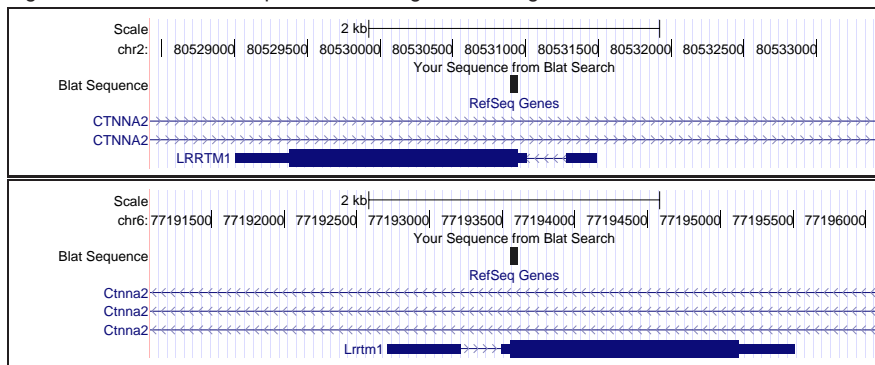 Scale 2 kb
chr2: 80529000 80529500 80530000 80530500 80531000 80531500 80532000 80532500 80533000
Your Sequence from Blat Search
Blat Sequence
RefSeq Genes
CTNNA2
CTNNA2
LRRTM1
Scale 2 kb
chr6: 77191500 77192000 77192500 77193000 77193500 77194000 77194500 77195000 77195500 77196000
Your Sequence from Blat Search
Blat Sequence
RefSeq Genes
Ctnna2
Ctnna2
Ctnna2
Lrrtm1